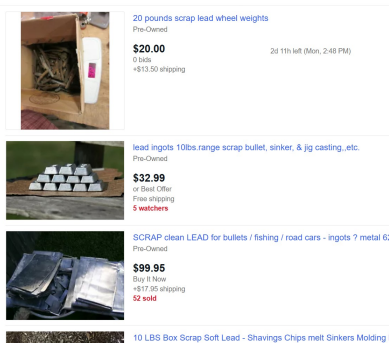 20 pounds scrap lead wheel weights
Pre-Owned
$20.00
2d 11h left (Mon, 2:48 PM)
0 bids
+$13.50 shipping
lead ingots 10lbs.range scrap bullet, sinker, & jig casting,,etc.
Pre-Owned
$32.99
or Best Offer
Free shipping
5 watchers
SCRAP clean LEAD for bullets / fishing / road cars - ingots ? metal 62
Pre-Owned
$99.95
Buy It Now
+$17.95 shipping
52 sold
10 LBS Box Scrap Soft Lead - Shavings Chips melt Sinkers Molding